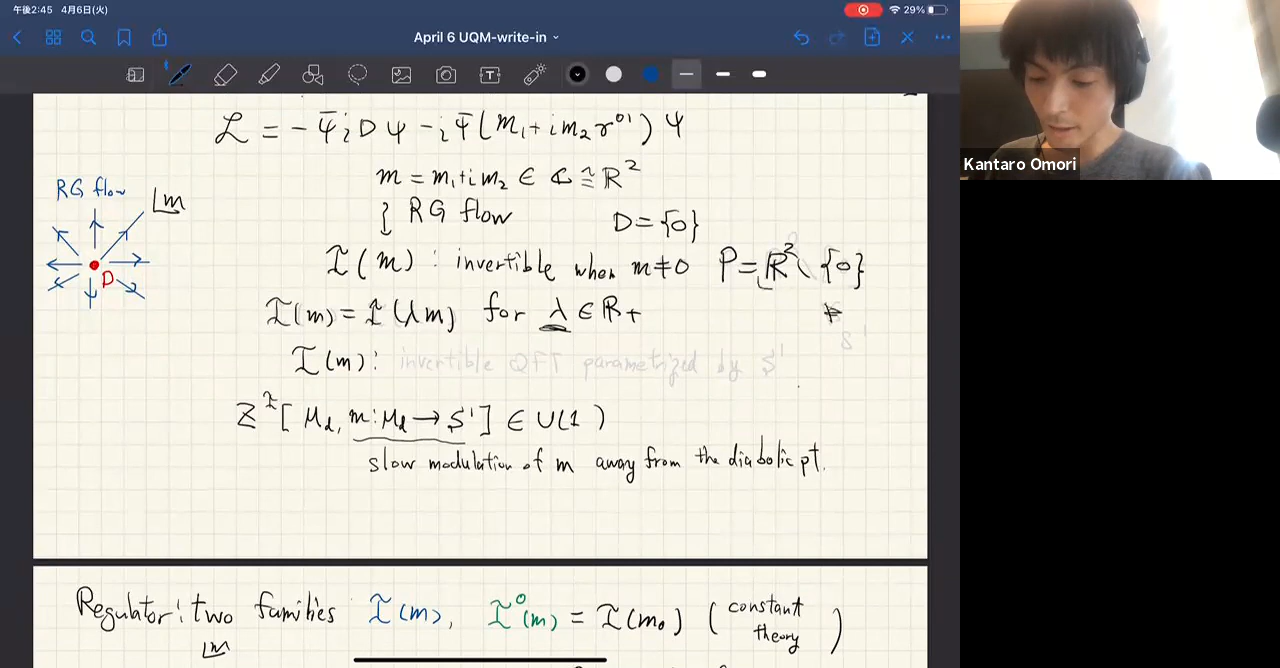 午後2:45 4月6日(火)
29%
April 6 UQM-write-in
T
Kantaro Omori
ℒ = - Ψ̄ i D Ψ - i Ψ̄ (m₁ + i m₂ γ⁰¹) Ψ
m = m₁ + i m₂ ∈ ℂ ≅ ℝ²
RG flow
D = {0}
RG flow
m
D
I(m) : invertible when m ≠ 0 P = ℝ² \ {0}
I(m) = I(λm) for λ ∈ ℝ+
S¹
I(m) : invertible QFT parametrized by S¹
Z^I [ M_d, m : M_d → S¹ ] ∈ U(1)
slow modulation of m away from the diabolic pt.
Regulator : two families I(m), I⁰(m) = I(m₀) (constant theory)
m